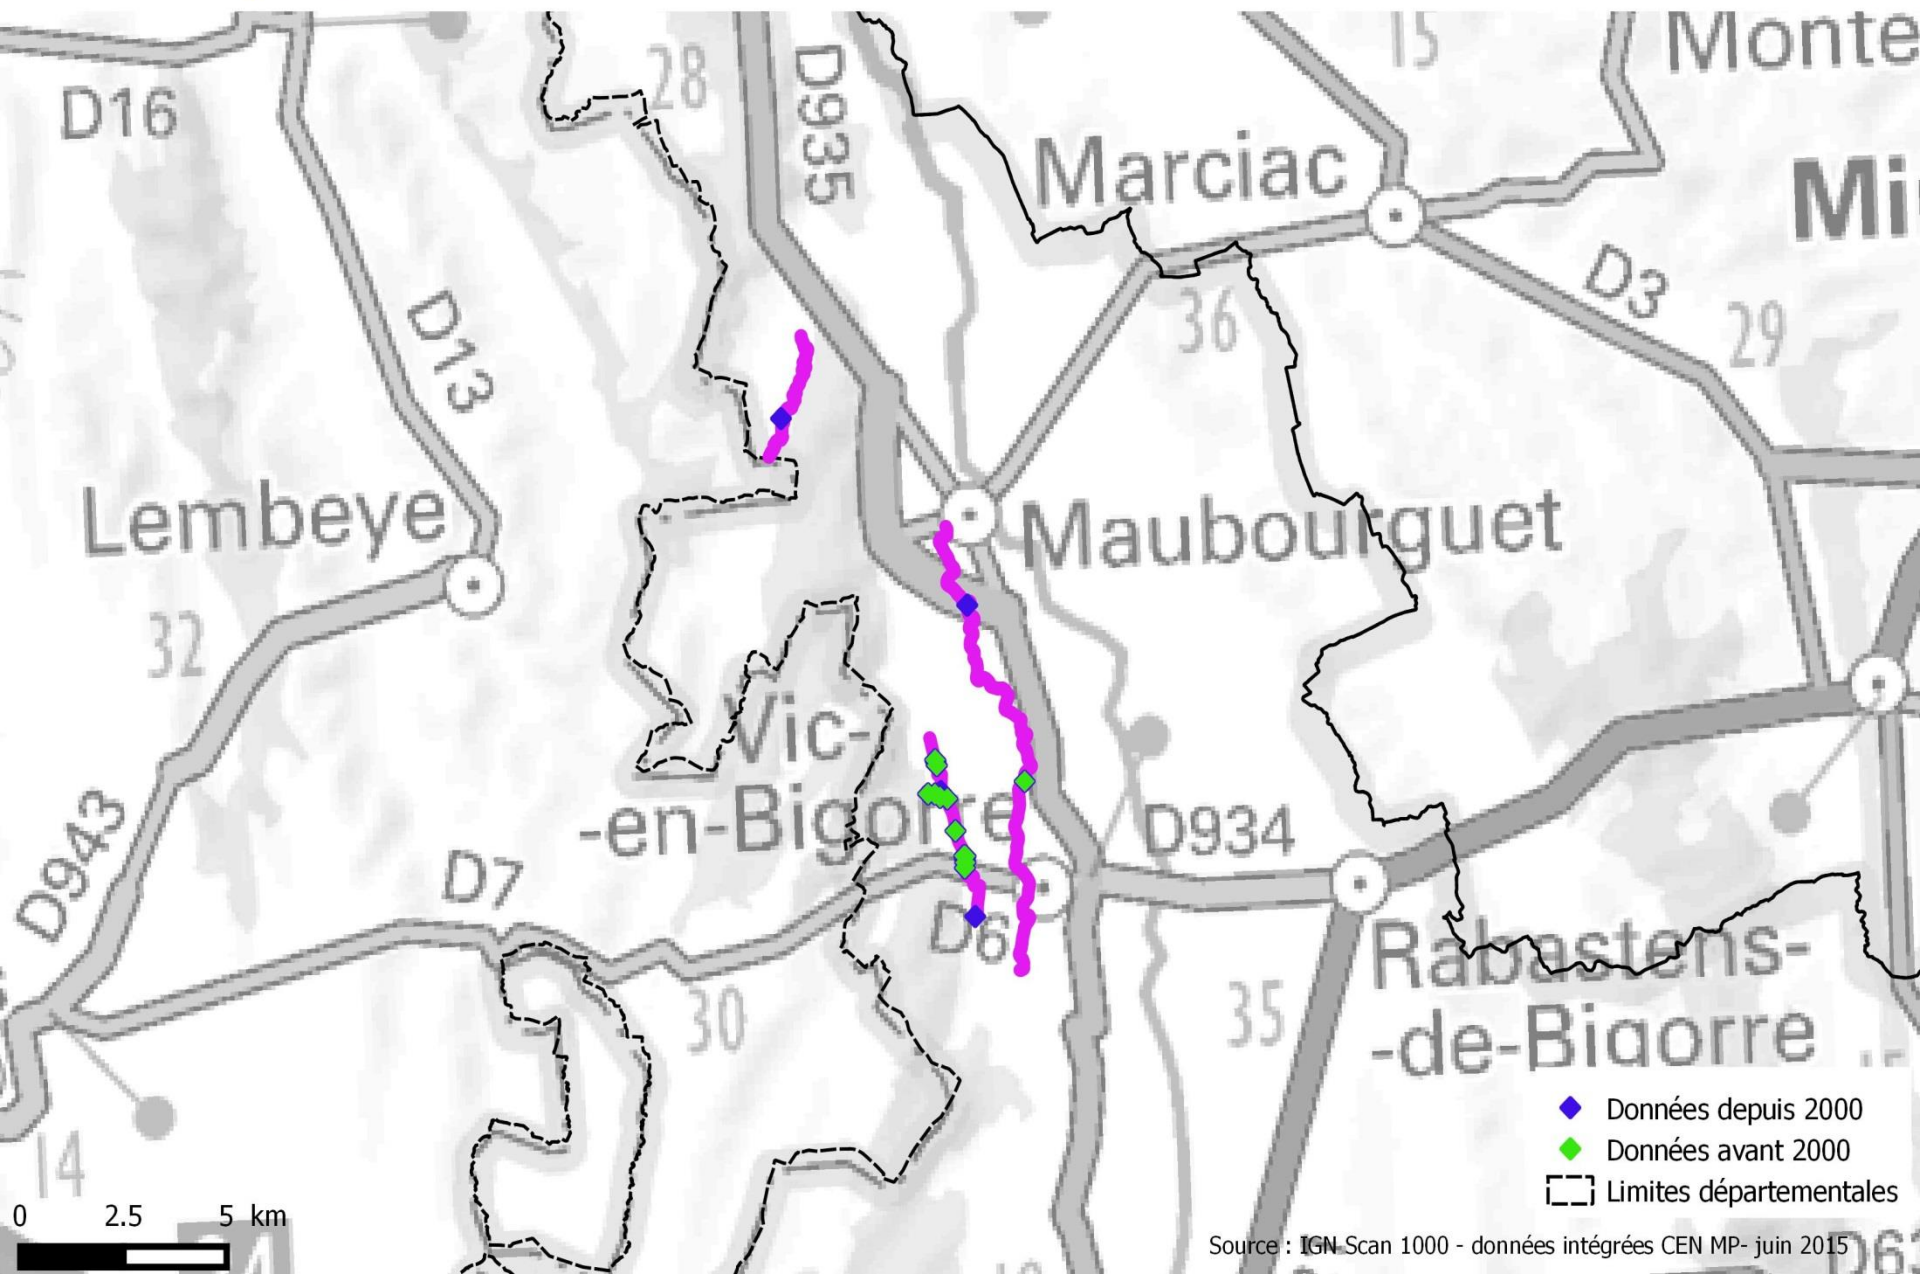 28
D935
15
Monte
D16
Marciac
Mi
D3
36
29
D13
Lembeye
Maubourguet
32
Vic-
-en-Bigorre
D943
D7
D934
D6
Rabastens-
-de-Bigorre
30
35
14
Données depuis 2000
Données avant 2000
Limites départementales
0 2.5 5 km
Source : IGN Scan 1000 - données intégrées CEN MP- juin 2015